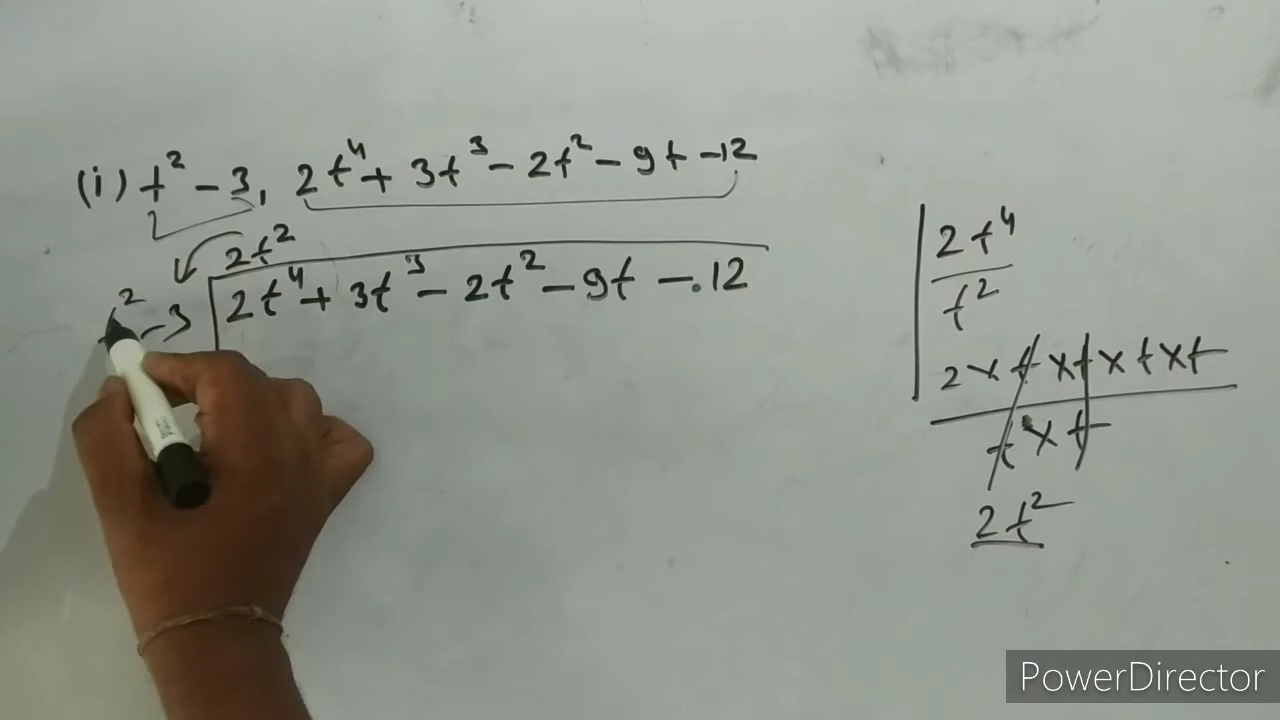 (i) t² - 3, 2t⁴ + 3t³ - 2t² - 9t - 12
2t²
t² - 3 2t⁴ + 3t³ - 2t² - 9t - 12
2t⁴
t²
2 × t × t × t × t
t × t
2t²
PowerDirector